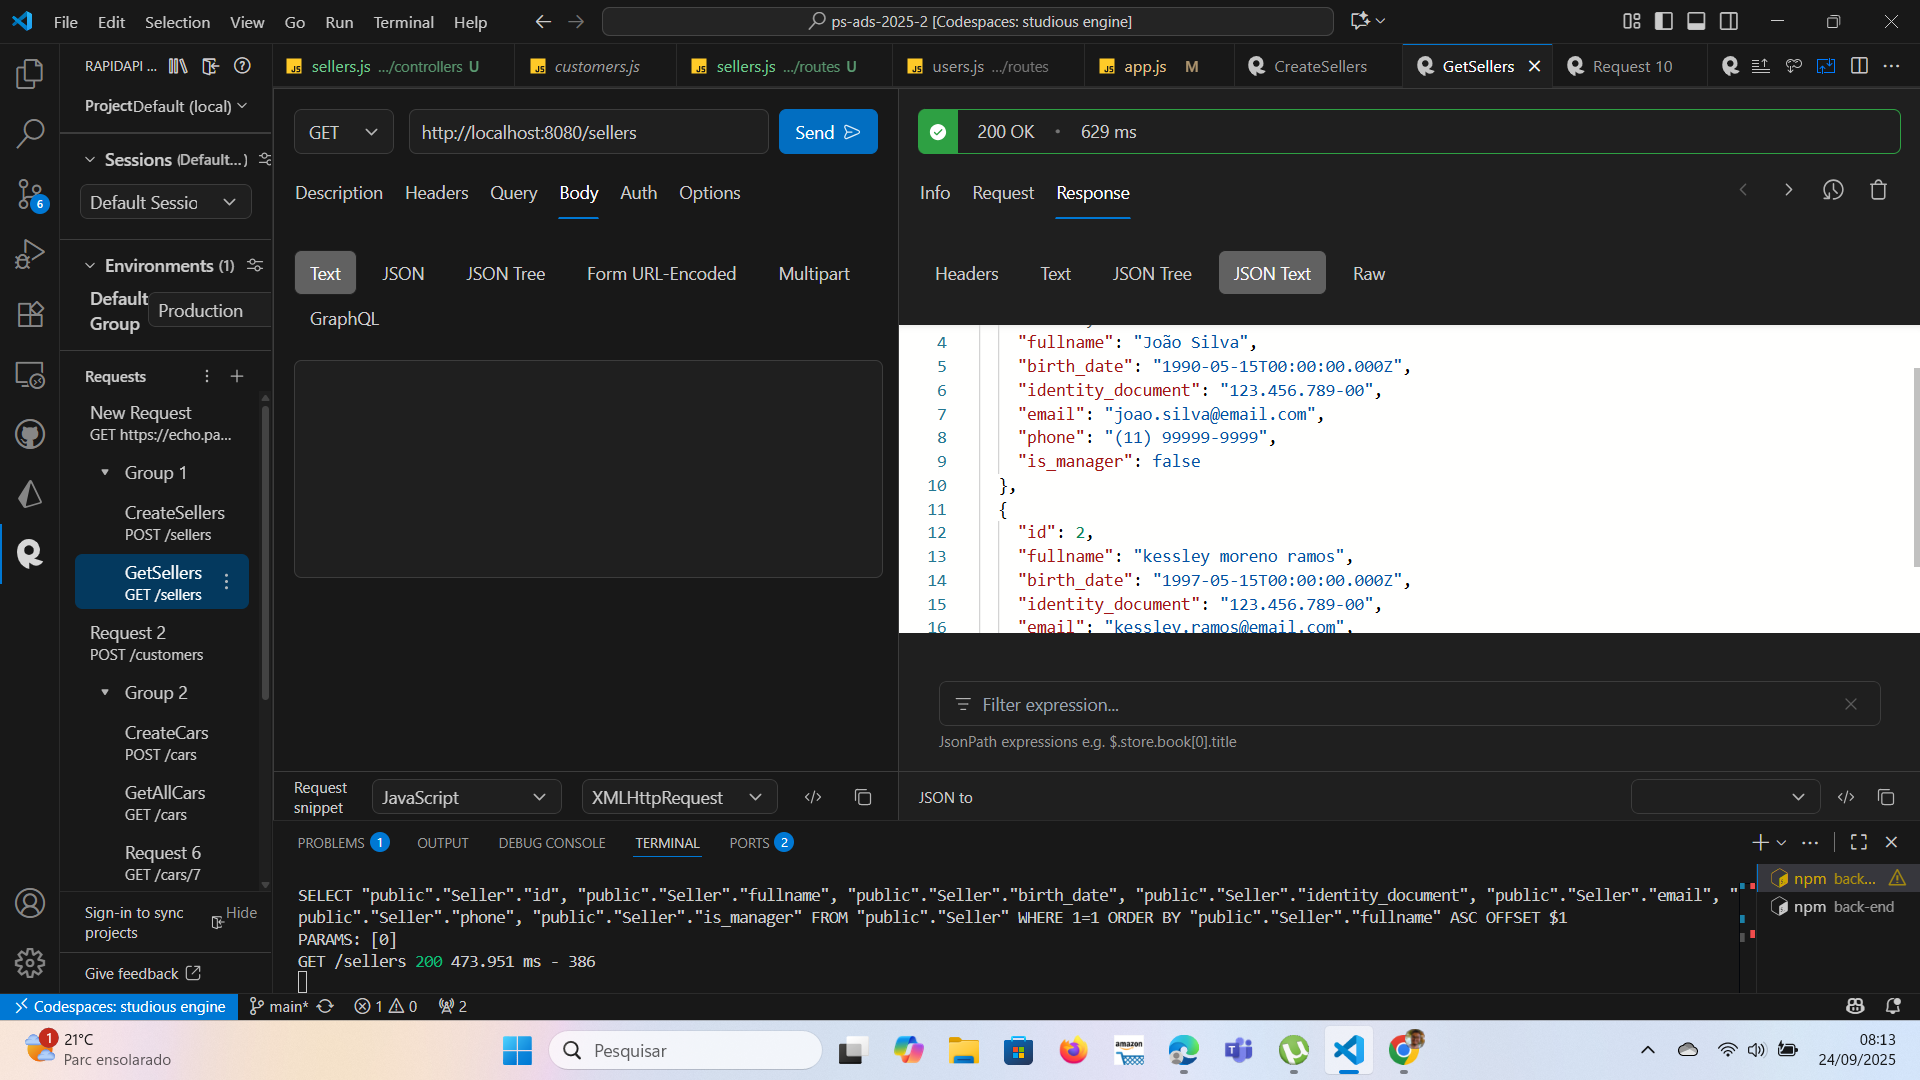 File Edit Selection View Go Run Terminal Help
ps-ads-2025-2 [Codespaces: studious engine]
RAPIDAPI ...
sellers.js .../controllers U
customers.js
sellers.js .../routes U
users.js .../routes
app.js M
CreateSellers
GetSellers
Request 10
ProjectDefault (local)
Sessions (Default...)
Default Sessio
Environments (1)
Default Group
Production
Requests
New Request
GET https://echo.pa...
Group 1
CreateSellers
POST /sellers
GetSellers
GET /sellers
Request 2
POST /customers
Group 2
CreateCars
POST /cars
GetAllCars
GET /cars
Request 6
GET /cars/7
Sign-in to sync projects
Hide
Give feedback
6
GET
http://localhost:8080/sellers
Send
Description Headers Query Body Auth Options
Text JSON JSON Tree Form URL-Encoded Multipart
GraphQL
Request snippet
JavaScript
XMLHttpRequest
200 OK • 629 ms
Info Request Response
Headers Text JSON Tree JSON Text Raw
4 "fullname": "João Silva",
5 "birth_date": "1990-05-15T00:00:00.000Z",
6 "identity_document": "123.456.789-00",
7 "email": "joao.silva@email.com",
8 "phone": "(11) 99999-9999",
9 "is_manager": false
10 },
11 {
12 "id": 2,
13 "fullname": "kessley moreno ramos",
14 "birth_date": "1997-05-15T00:00:00.000Z",
15 "identity_document": "123.456.789-00",
16 "email": "kessley.ramos@email.com",
Filter expression...
JsonPath expressions e.g. $.store.book[0].title
JSON to
PROBLEMS 1 OUTPUT DEBUG CONSOLE TERMINAL PORTS 2
SELECT "public"."Seller"."id", "public"."Seller"."fullname", "public"."Seller"."birth_date", "public"."Seller"."identity_document", "public"."Seller"."email", "
public"."Seller"."phone", "public"."Seller"."is_manager" FROM "public"."Seller" WHERE 1=1 ORDER BY "public"."Seller"."fullname" ASC OFFSET $1
PARAMS: [0]
GET /sellers 200 473.951 ms - 386
npm back...
npm back-end
Codespaces: studious engine main* 1 0 2
1
21°C
Parc ensolarado
Pesquisar
amazon
08:13
24/09/2025